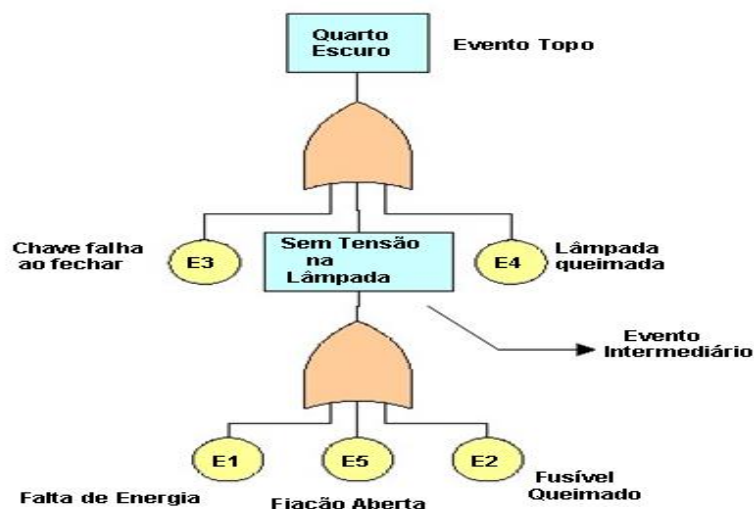 Quarto
Escuro
Evento Topo
Chave falha
ao fechar
E3
Sem Tensão
na
Lâmpada
E4
Lâmpada
queimada
Evento
Intermediário
E1
E5
E2
Falta de Energia
Fiação Aberta
Fusível
Queimado